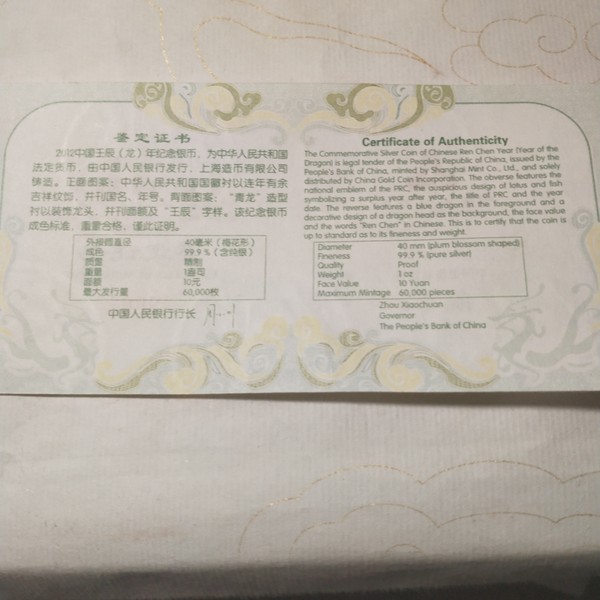 鉴定证书
2012中国壬辰（龙）年纪念银币，为中华人民共和国
法定货币，由中国人民银行发行，上海造币有限公司
铸造。正面图案：中华人民共和国国徽衬以连年有余
吉祥纹饰，并刊国名、年号。背面图案：“青龙”造型
衬以装饰龙头，并刊面额及“壬辰”字样。该纪念银币
成色标准，重量合格，谨此证明。
外接圆直径 40毫米（梅花形）
成色 99.9％（含纯银）
质量 精制
重量 1盎司
面额 10元
最大发行量 60,000枚
中国人民银行行长
Certificate of Authenticity
The Commemorative Silver Coin of Chinese Ren Chen Year (Year of the
Dragon) is legal tender of the People's Republic of China, issued by the
People's Bank of China, minted by Shanghai Mint Co., Ltd., and solely
distributed by China Gold Coin Incorporation. The obverse features the
national emblem of the PRC, the auspicious design of lotus and fish
symbolizing a surplus year after year, the title of PRC and the year
date. The reverse features a blue dragon in the foreground and a
decorative design of a dragon head as the background, the face value
and the words "Ren Chen" in Chinese. This is to certify that the coin is
up to standard as to its fineness and weight.
Diameter 40 mm (plum blossom shaped)
Fineness 99.9 % (pure silver)
Quality Proof
Weight 1 oz
Face Value 10 Yuan
Maximum Mintage 60,000 pieces
Zhou Xiaochuan
Governor
The People's Bank of China